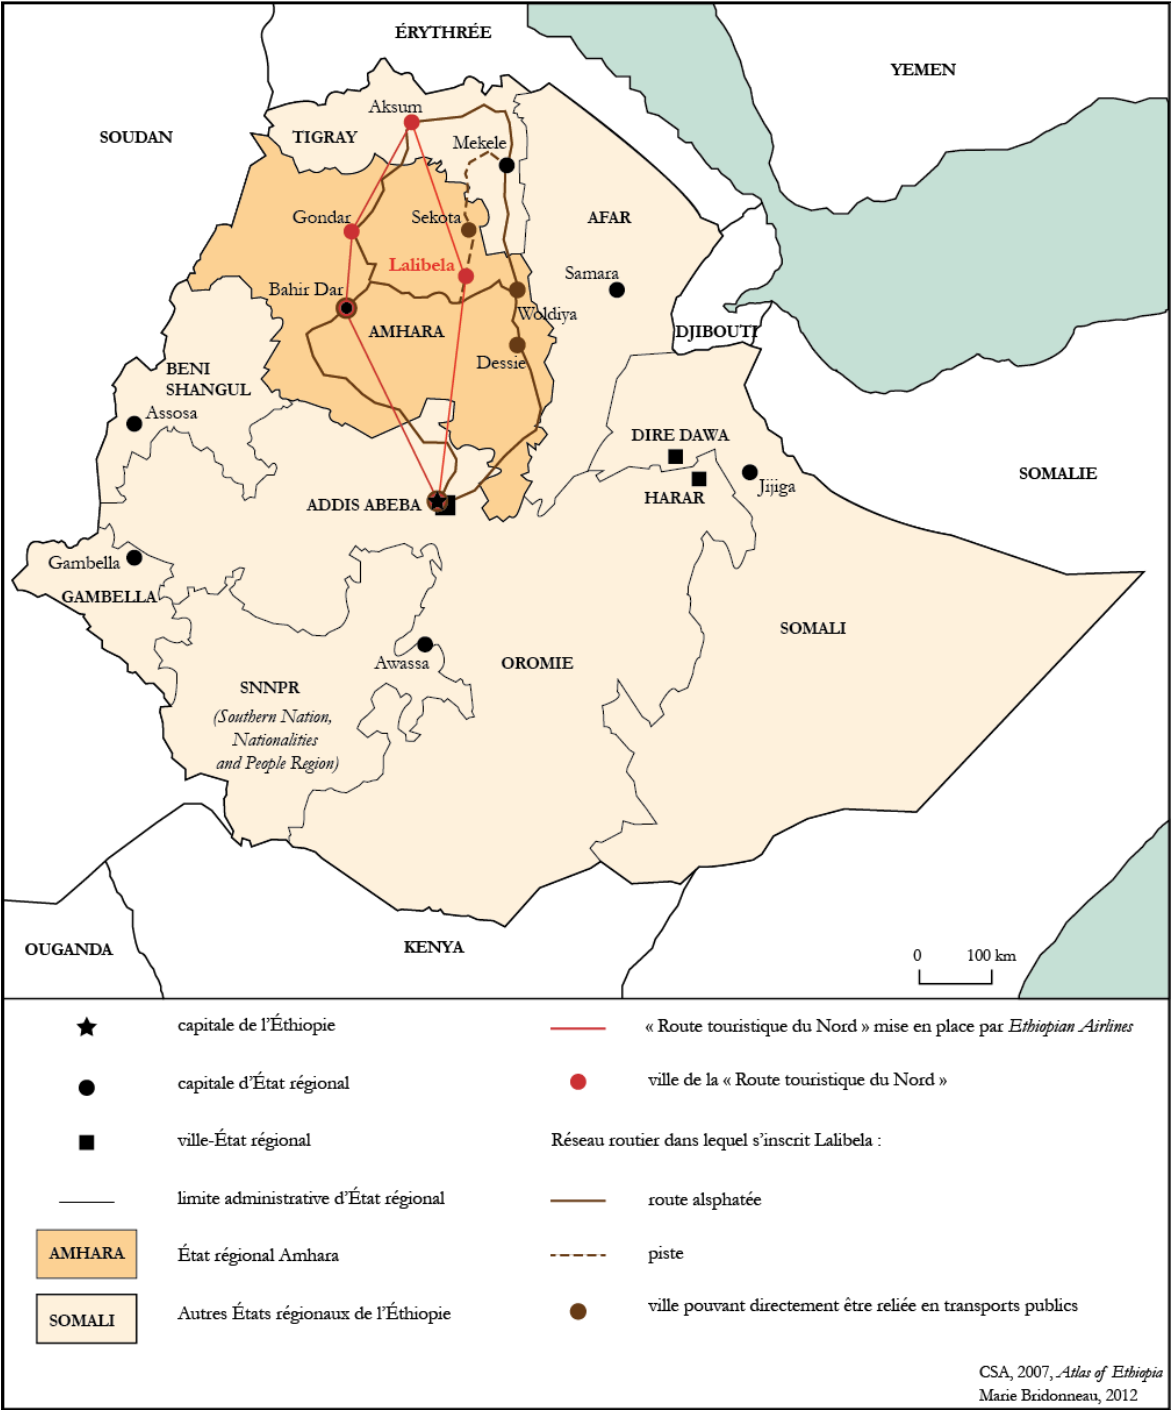 ÉRYTHRÉE
YEMEN
Aksum
SOUDAN
TIGRAY
Mekele
Gondar
Sekota
AFAR
Lalibela
Samara
Bahir Dar
Woldiya
AMHARA
DJIBOUTI
Dessie
BENI
SHANGUL
Assosa
DIRE DAWA
SOMALIE
Jijiga
HARAR
ADDIS ABEBA
Gambella
GAMBELLA
SOMALI
Awassa
OROMIE
SNNPR
(Southern Nation,
Nationalities
and People Region)
OUGANDA
KENYA
0 100 km
capitale de l'Éthiopie
« Route touristique du Nord » mise en place par Ethiopian Airlines
capitale d'État régional
ville de la « Route touristique du Nord »
ville-État régional
Réseau routier dans lequel s'inscrit Lalibela :
limite administrative d'État régional
route alsphatée
AMHARA
État régional Amhara
piste
SOMALI
Autres États régionaux de l'Éthiopie
ville pouvant directement être reliée en transports publics
CSA, 2007, Atlas of Ethiopia
Marie Bridonneau, 2012